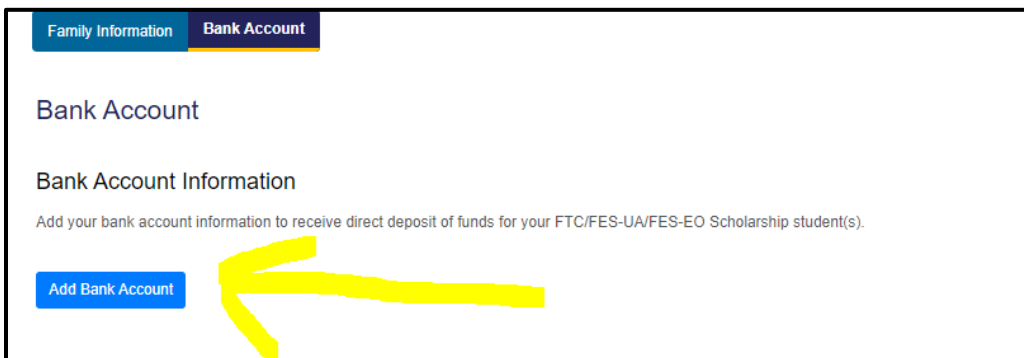 Family Information Bank Account
Bank Account
Bank Account Information
Add your bank account information to receive direct deposit of funds for your FTC/FES-UA/FES-EO Scholarship student(s).
Add Bank Account